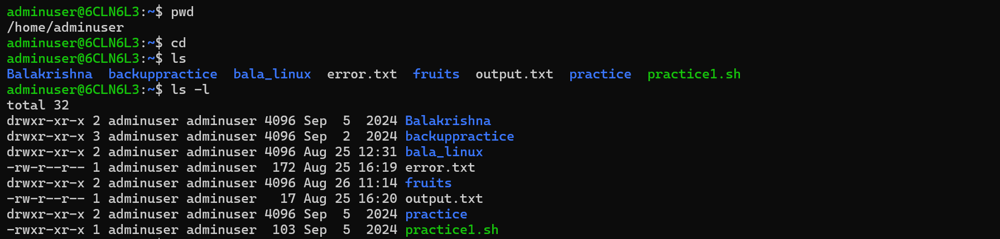 adminuser@6CLN6L3:~$ pwd
/home/adminuser
adminuser@6CLN6L3:~$ cd
adminuser@6CLN6L3:~$ ls
Balakrishna  backuppractice  bala_linux  error.txt  fruits  output.txt  practice  practice1.sh
adminuser@6CLN6L3:~$ ls -l
total 32
drwxr-xr-x 2 adminuser adminuser 4096 Sep  5  2024 Balakrishna
drwxr-xr-x 3 adminuser adminuser 4096 Sep  2  2024 backuppractice
drwxr-xr-x 2 adminuser adminuser 4096 Aug 25 12:31 bala_linux
-rw-r--r-- 1 adminuser adminuser  172 Aug 25 16:19 error.txt
drwxr-xr-x 2 adminuser adminuser 4096 Aug 26 11:14 fruits
-rw-r--r-- 1 adminuser adminuser   17 Aug 25 16:20 output.txt
drwxr-xr-x 2 adminuser adminuser 4096 Sep  5  2024 practice
-rwxr-xr-x 1 adminuser adminuser  103 Sep  5  2024 practice1.sh